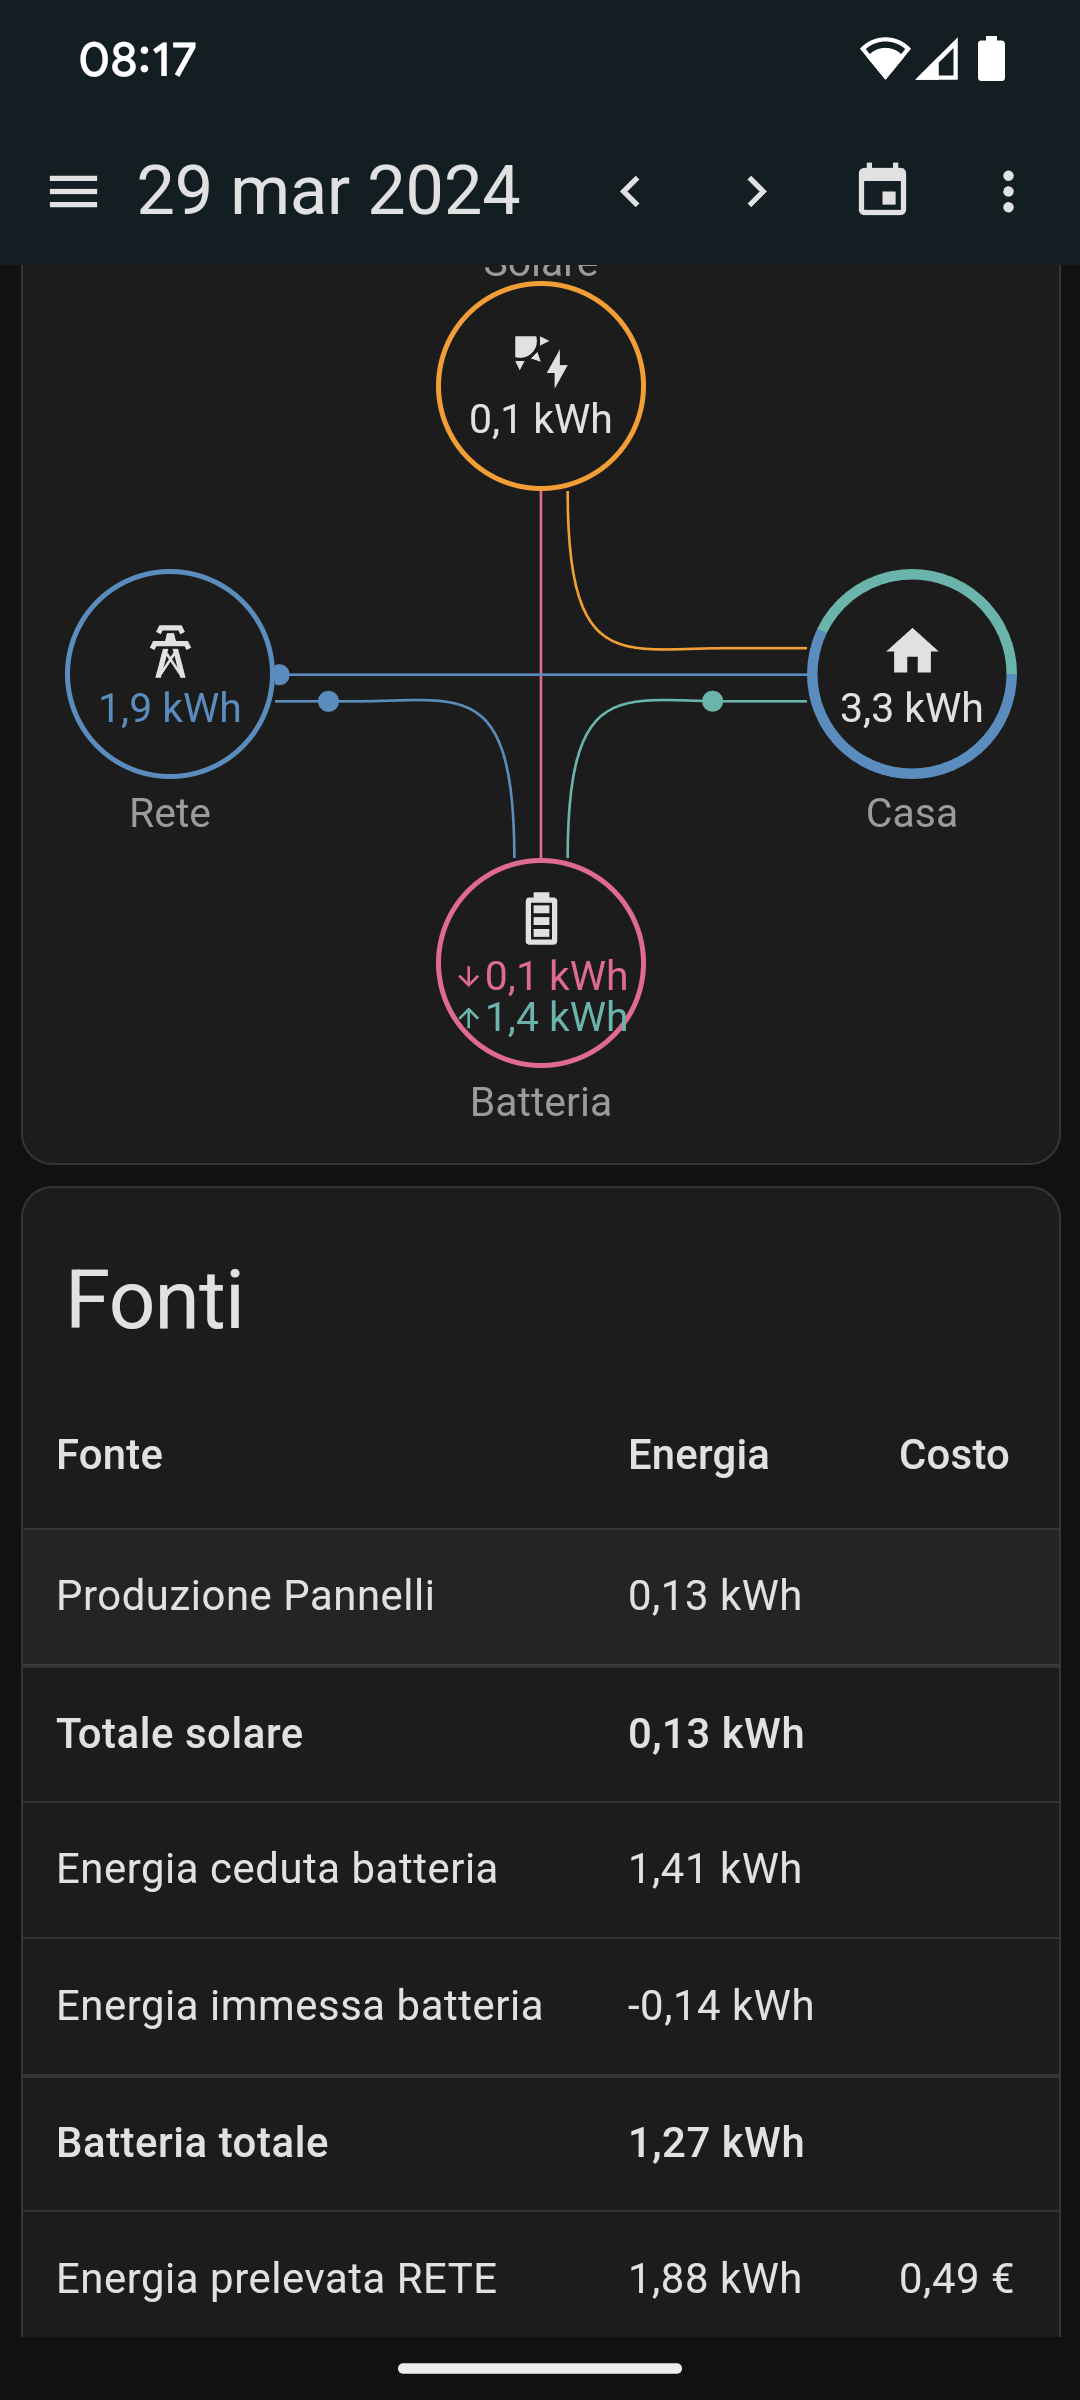 08:17
29 mar 2024
Solare
0,1 kWh
1,9 kWh
3,3 kWh
Rete
Casa
↓0,1 kWh
↑1,4 kWh
Batteria
Fonti
Fonte Energia Costo
Produzione Pannelli 0,13 kWh
Totale solare 0,13 kWh
Energia ceduta batteria 1,41 kWh
Energia immessa batteria -0,14 kWh
Batteria totale 1,27 kWh
Energia prelevata RETE 1,88 kWh 0,49 €